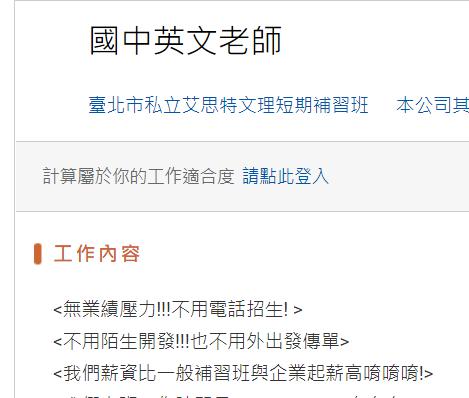 國中英文老師
臺北市私立艾思特文理短期補習班 本公司其
計算屬於你的工作適合度 請點此登入
工作內容
<無業績壓力!!!不用電話招生! >
<不用陌生開發!!!也不用外出發傳單>
<我們薪資比一般補習班與企業起薪高唷唷唷!>